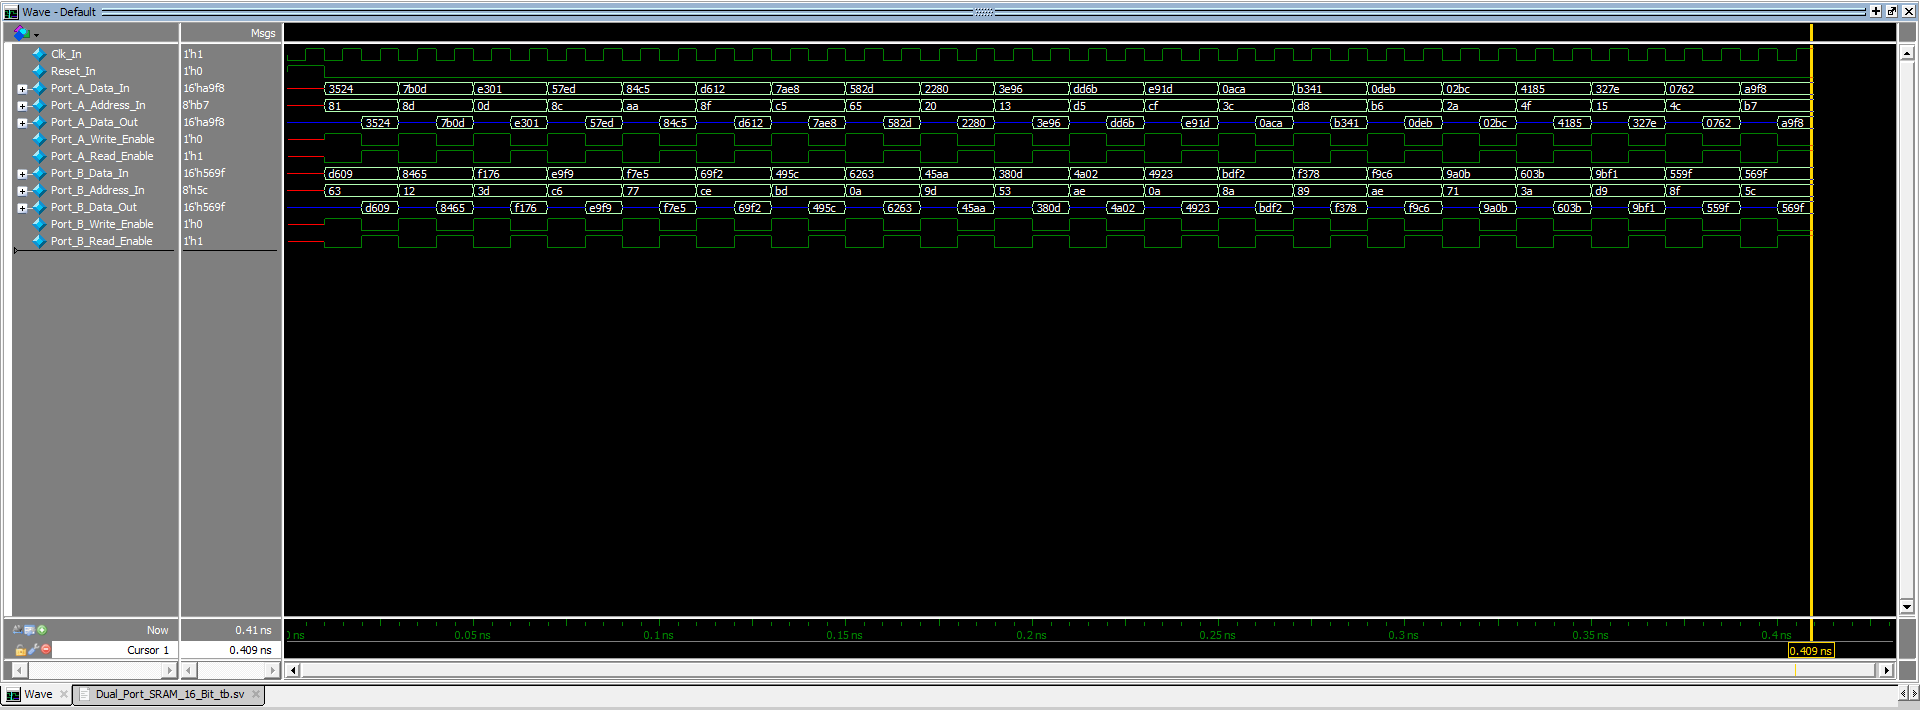 Wave - Default
Msgs
Clk_In 1'h1
Reset_In 1'h0
Port_A_Data_In 16'ha9f8 3524 7b0d e301 57ed 84c5 d612 7ae8 582d 2280 3e96 dd6b e91d 0aca b341 0deb 02bc 4185 327e 0762 a9f8
Port_A_Address_In 8'hb7 81 8d 0d 8c aa 8f c5 65 20 13 d5 cf 3c d8 b6 2a 4f 15 4c b7
Port_A_Data_Out 16'ha9f8 3524 7b0d e301 57ed 84c5 d612 7ae8 582d 2280 3e96 dd6b e91d 0aca b341 0deb 02bc 4185 327e 0762 a9f8
Port_A_Write_Enable 1'h0
Port_A_Read_Enable 1'h1
Port_B_Data_In 16'h569f d609 8465 f176 e9f9 f7e5 69f2 495c 6263 45aa 380d 4a02 4923 bdf2 f378 f9c6 9a0b 603b 9bf1 559f 569f
Port_B_Address_In 8'h5c 63 12 3d c6 77 ce bd 0a 9d 53 ae 0a 8a 89 ae 71 3a d9 8f 5c
Port_B_Data_Out 16'h569f d609 8465 f176 e9f9 f7e5 69f2 495c 6263 45aa 380d 4a02 4923 bdf2 f378 f9c6 9a0b 603b 9bf1 559f 569f
Port_B_Write_Enable 1'h0
Port_B_Read_Enable 1'h1
Now 0.41 ns ns 0.05 ns 0.1 ns 0.15 ns 0.2 ns 0.25 ns 0.3 ns 0.35 ns 0.4 ns
Cursor 1 0.409 ns 0.409 ns
Wave Dual_Port_SRAM_16_Bit_tb.sv